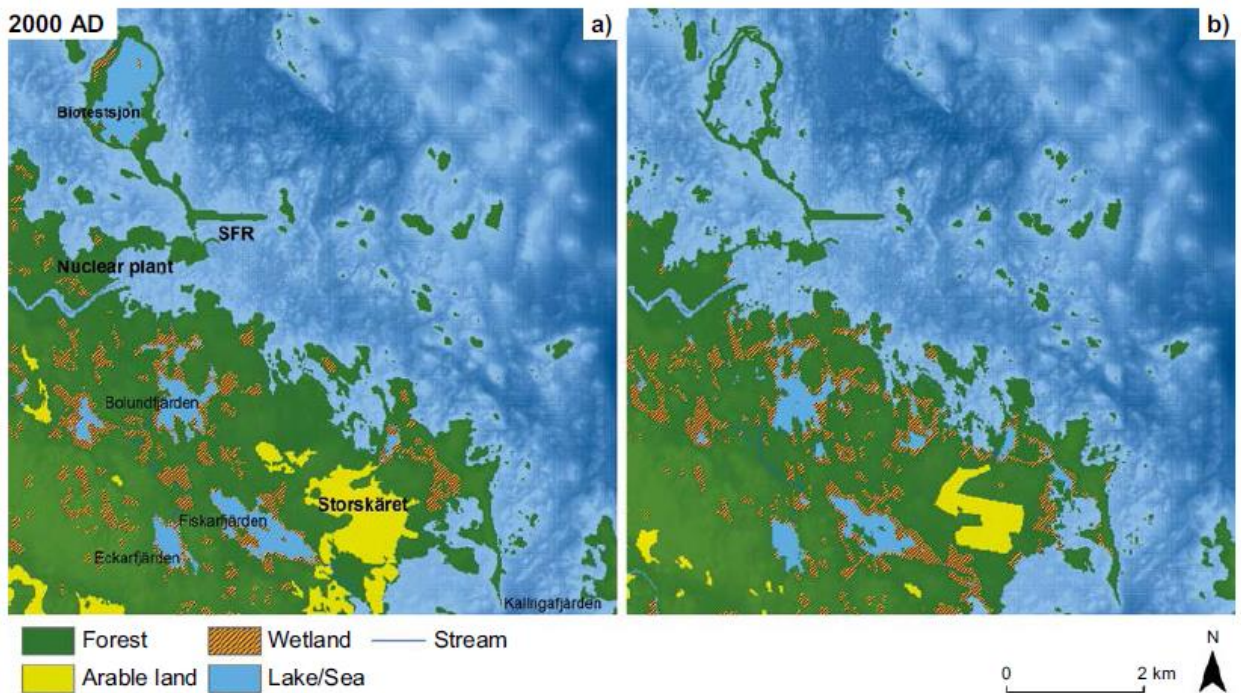 2000 AD
a)
b)
Biotestsjön
SFR
Nuclear plant
Bolundfjärden
Storskäret
Fiskarfjärden
Eckarfjärden
Kallrigafjärden
Forest
Wetland
Stream
N
Arable land
Lake/Sea
0
2 km